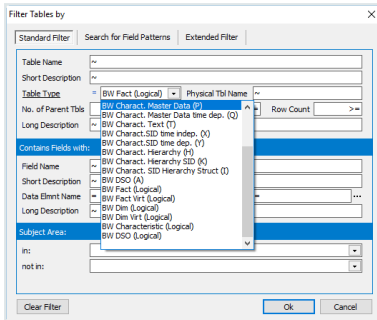 Filter Tables by
Standard Filter Search for Field Patterns Extended Filter
Table Name ~
Short Description ~
Table Type = BW Fact (Logical) Physical Tbl Name ~
No. of Parent Tbls Row Count >=
Long Description ~
BW Charact. Master Data (P)
BW Charact. Master Data time dep. (Q)
BW Charact. Text (T)
BW Charact.SID time indep. (X)
BW Charact.SID time dep. (Y)
BW Charact. Hierarchy (H)
BW Charact. Hierarchy SID (K)
BW Charact. SID Hierarchy Struct (I)
BW DSO (A)
BW Fact (Logical)
BW Fact Virt (Logical)
BW Dim (Logical)
BW Dim Virt (Logical)
BW Characteristic (Logical)
BW DSO (Logical)
Contains Fields with:
Field Name ~
Short Description ~
Data Elmnt Name = = ...
Long Description ~
Subject Area:
in:
not in:
Clear Filter Ok Cancel